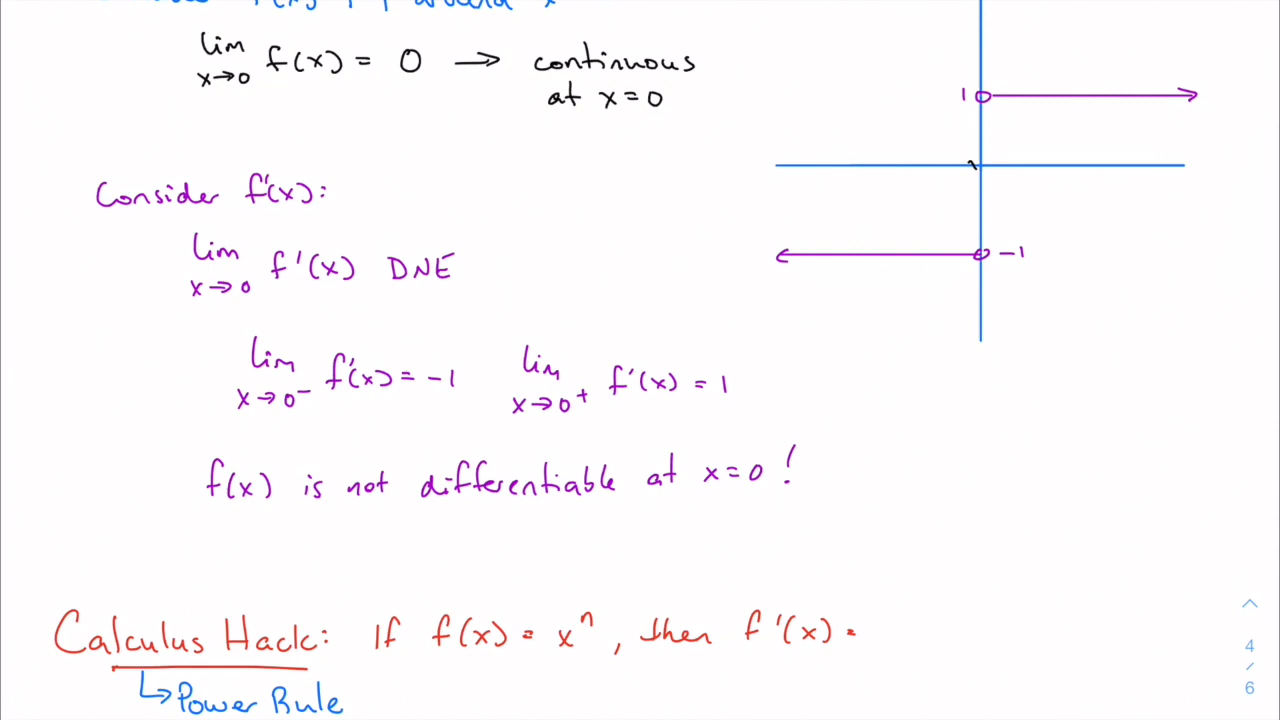 lim f(x) = 0 → continuous
x→0 at x=0
1
Consider f'(x):
lim f'(x) DNE
x→0
-1
lim f'(x) = -1 lim f'(x) = 1
x→0⁻ x→0⁺
f(x) is not differentiable at x=0!
Calculus Hack: If f(x) = xⁿ, then f'(x) =
↳ Power Rule
4
/
6